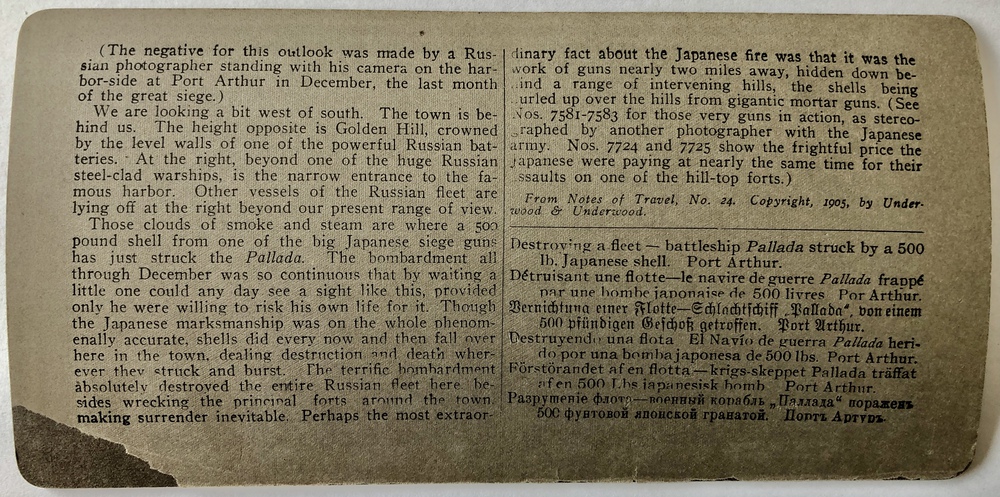 (The negative for this outlook was made by a Rus-
sian photographer standing with his camera on the har-
bor-side at Port Arthur in December, the last month
of the great siege.)
We are looking a bit west of south. The town is be-
hind us. The height opposite is Golden Hill, crowned
by the level walls of one of the powerful Russian bat-
teries. At the right, beyond one of the huge Russian
steel-clad warships, is the narrow entrance to the fa-
mous harbor. Other vessels of the Russian fleet are
lying off at the right beyond our present range of view.
Those clouds of smoke and steam are where a 500
pound shell from one of the big Japanese siege guns
has just struck the Pallada. The bombardment all
through December was so continuous that by waiting a
little one could any day see a sight like this, provided
only he were willing to risk his own life for it. Though
the Japanese marksmanship was on the whole phenom-
enally accurate, shells did every now and then fall over
here in the town, dealing destruction and death wher-
ever they struck and burst. The terrific bombardment
absolutely destroyed the entire Russian fleet here, be-
sides wrecking the principal forts around the town,
making surrender inevitable. Perhaps the most extraor-
dinary fact about the Japanese fire was that it was the
work of guns nearly two miles away, hidden down be-
ind a range of intervening hills, the shells being
urled up over the hills from gigantic mortar guns. (See
Nos. 7581-7583 for those very guns in action, as stereo-
graphed by another photographer with the Japanese
army. Nos. 7724 and 7725 show the frightful price the
Japanese were paying at nearly the same time for their
ssaults on one of the hill-top forts.)
From Notes of Travel, No. 24. Copyright, 1905, by Under-
wood & Underwood.
Destroying a fleet — battleship Pallada struck by a 500
lb. Japanese shell. Port Arthur.
Détruisant une flotte—le navire de guerre Pallada frappé
par une bombe japonaise de 500 livres Por Arthur.
Vernichtung einer Flotte—Schlachtschiff „Pallada“, von einem
500 pfündigen Geschoß getroffen. Port Arthur.
Destruyendo una flota El Navío de guerra Pallada heri-
do por una bomba japonesa de 500 lbs. Port Arthur.
Förstörandet af en flotta—krigs-skeppet Pallada träffat
af en 500 Lbs japanesisk bomb Port Arthur.
Разрушеніе флота—военный корабль „Паллада“ пораженъ
500 фунтовой японской гранатой. Портъ Артуръ.